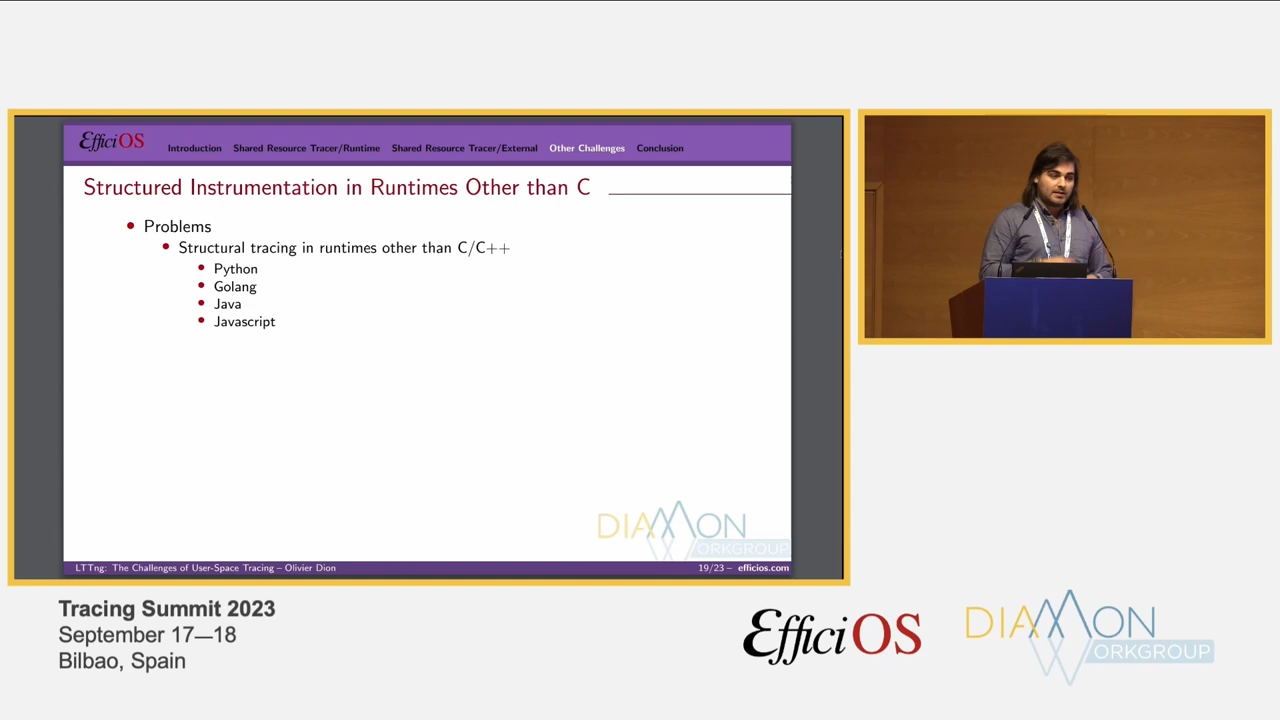 EfficiOS
Introduction Shared Resource Tracer/Runtime Shared Resource Tracer/External Other Challenges Conclusion
Structured Instrumentation in Runtimes Other than C
Problems
Structural tracing in runtimes other than C/C++
Python
Golang
Java
Javascript
DIAMON
WORKGROUP
LTTng: The Challenges of User-Space Tracing – Olivier Dion
19/23 – efficios.com
Tracing Summit 2023
September 17—18
Bilbao, Spain
EfficiOS
DIAMON
WORKGROUP